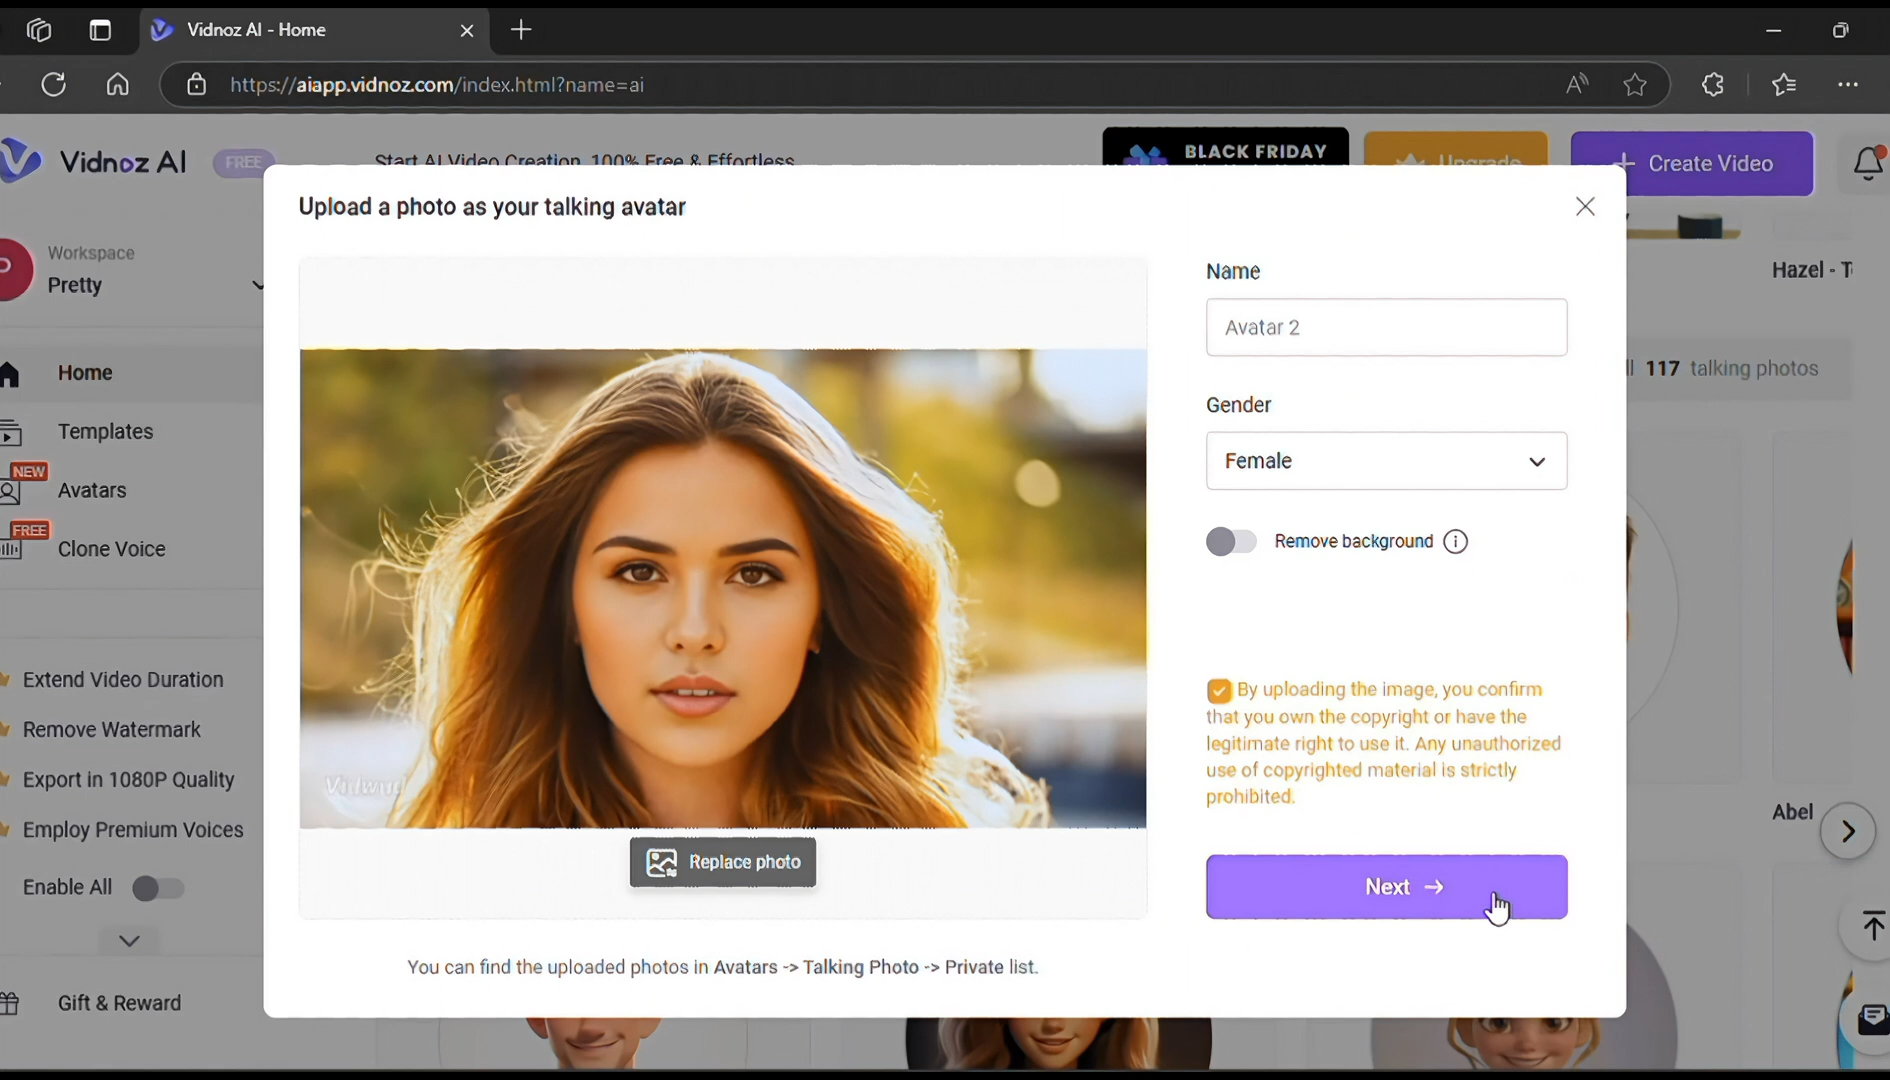 Vidnoz AI - Home
https://aiapp.vidnoz.com/index.html?name=ai
Vidnoz AI
FREE
Start AI Video Creation, 100% Free & Effortless
BLACK FRIDAY
Upgrade
+ Create Video
Upload a photo as your talking avatar
Workspace
Pretty
Home
Templates
NEW
Avatars
FREE
Clone Voice
Extend Video Duration
Remove Watermark
Export in 1080P Quality
Employ Premium Voices
Enable All
Gift & Reward
Vidwud
Replace photo
You can find the uploaded photos in Avatars -> Talking Photo -> Private list.
Name
Avatar 2
Gender
Female
Remove background
By uploading the image, you confirm
that you own the copyright or have the
legitimate right to use it. Any unauthorized
use of copyrighted material is strictly
prohibited.
Next →
Hazel - T
117 talking photos
Abel